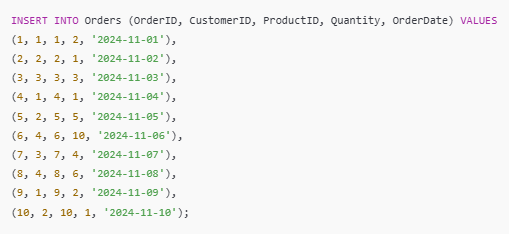 INSERT INTO Orders (OrderID, CustomerID, ProductID, Quantity, OrderDate) VALUES
(1, 1, 1, 2, '2024-11-01'),
(2, 2, 2, 1, '2024-11-02'),
(3, 3, 3, 3, '2024-11-03'),
(4, 1, 4, 1, '2024-11-04'),
(5, 2, 5, 5, '2024-11-05'),
(6, 4, 6, 10, '2024-11-06'),
(7, 3, 7, 4, '2024-11-07'),
(8, 4, 8, 6, '2024-11-08'),
(9, 1, 9, 2, '2024-11-09'),
(10, 2, 10, 1, '2024-11-10');